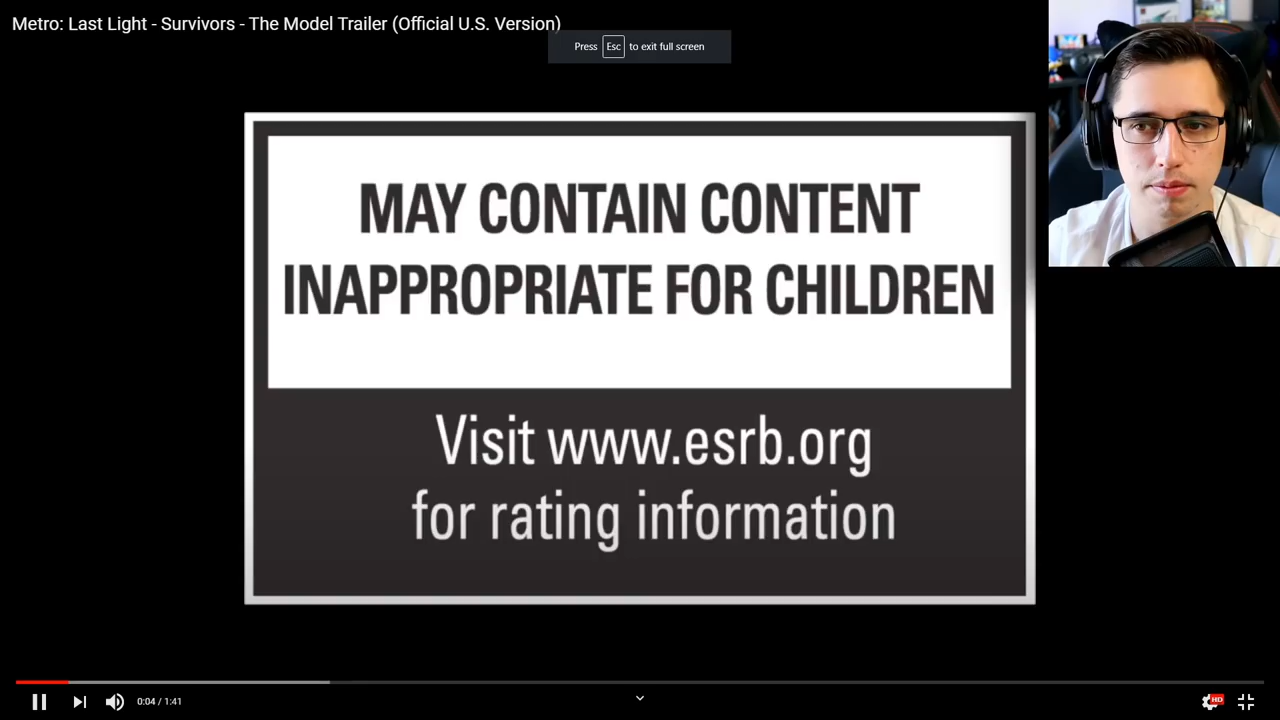 Metro: Last Light - Survivors - The Model Trailer (Official U.S. Version)
Press Esc to exit full screen
MAY CONTAIN CONTENT
INAPPROPRIATE FOR CHILDREN
Visit www.esrb.org
for rating information
0:04 / 1:41
HD